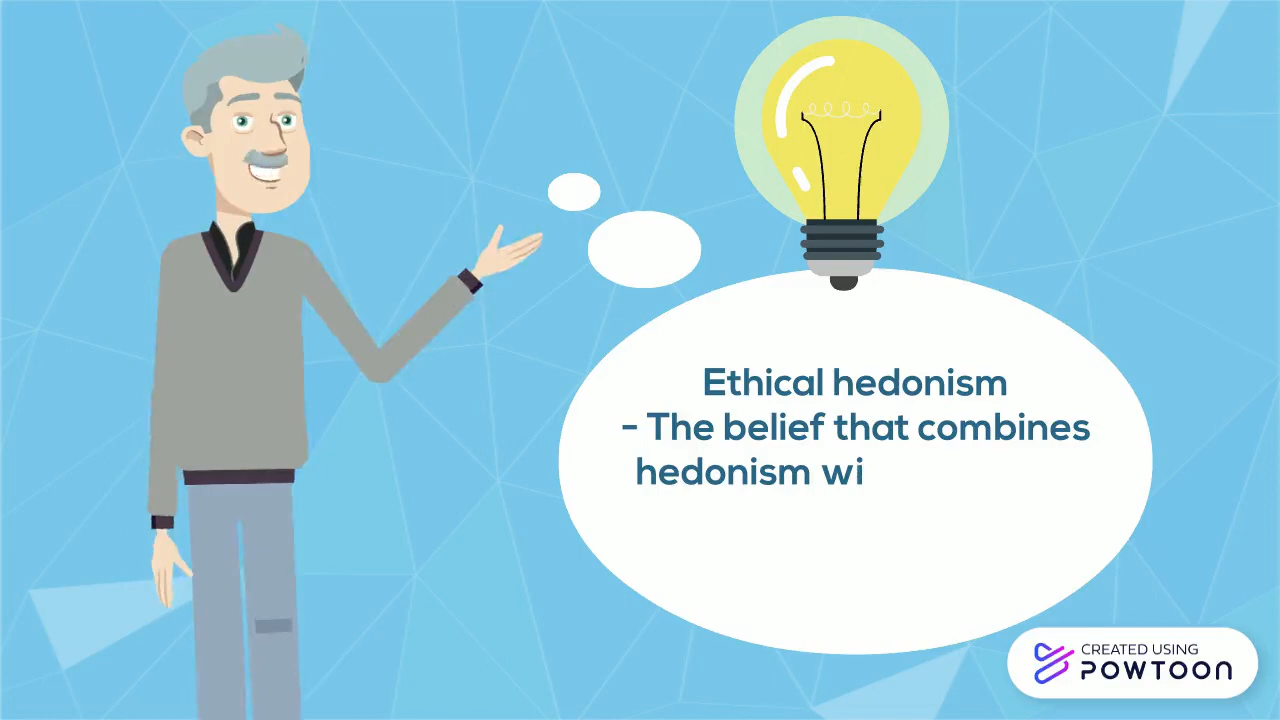 Ethical hedonism
- The belief that combines
hedonism wi
CREATED USING
POWTOON